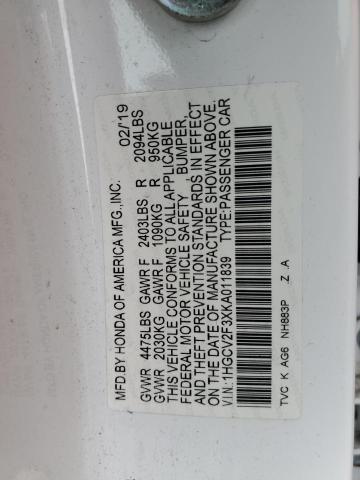 MFD.BY HONDA OF AMERICA MFG.,INC. 02/'19
GVWR 4475LBS GAWR F 2403LBS R 2094LBS
GVWR 2030KG GAWR F 1090KG R 950KG
THIS VEHICLE CONFORMS TO ALL APPLICABLE
FEDERAL MOTOR VEHICLE SAFETY BUMPER,
AND THEFT PREVENTION STANDARDS IN EFFECT
ON THE DATE OF MANUFACTURE SHOWN ABOVE.
V.I.N.:1HGCV2F3XKA011839 TYPE:PASSENGER CAR
TVC K AG6 NH883P Z .A